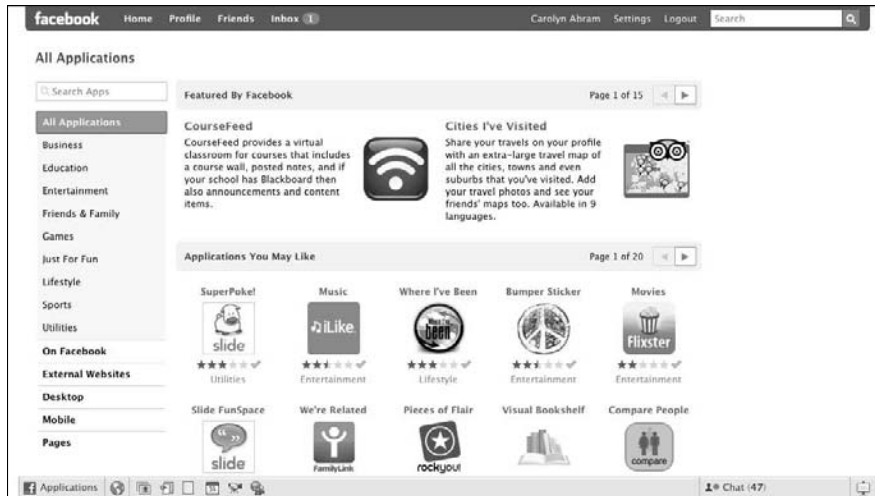 facebook Home Profile Friends Inbox 1 Carolyn Abram Settings Logout Search
All Applications
Search Apps
All Applications
Business
Education
Entertainment
Friends & Family
Games
Just For Fun
Lifestyle
Sports
Utilities
On Facebook
External Websites
Desktop
Mobile
Pages
Featured By Facebook Page 1 of 15
CourseFeed
CourseFeed provides a virtual
classroom for courses that includes
a course wall, posted notes, and if
your school has Blackboard then
also announcements and content
items.
Cities I've Visited
Share your travels on your profile
with an extra-large travel map of
all the cities, towns and even
suburbs that you've visited. Add
your travel photos and see your
friends' maps too. Available in 9
languages.
Applications You May Like Page 1 of 20
SuperPoke! Music Where I've Been Bumper Sticker Movies
slide iLike been Flixster
Utilities Entertainment Lifestyle Entertainment Entertainment
Slide FunSpace We're Related Pieces of Flair Visual Bookshelf Compare People
slide FamilyLink rockyou! compare
Applications 31 Chat (47)